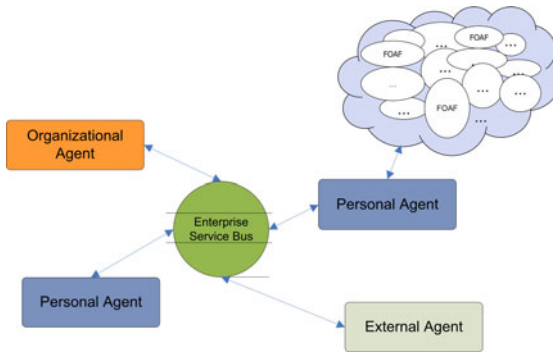 FOAF
FOAF
...
...
...
...
...
...
FOAF
...
...
Organizational
Agent
Enterprise
Service Bus
Personal Agent
Personal Agent
External Agent